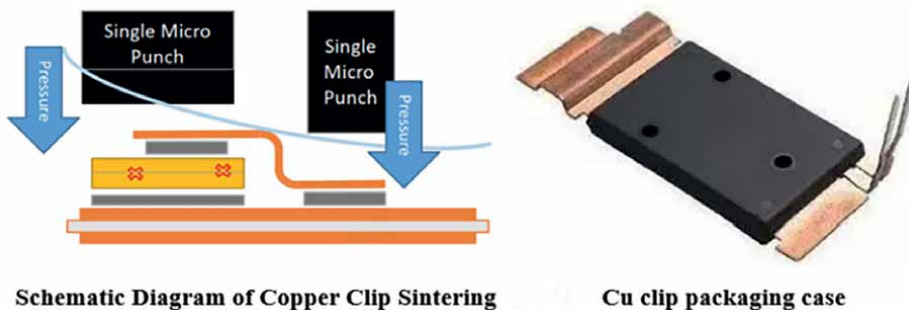 Single Micro
Punch
Single
Micro
Punch
Pressure
Pressure
Schematic Diagram of Copper Clip Sintering
Cu clip packaging case